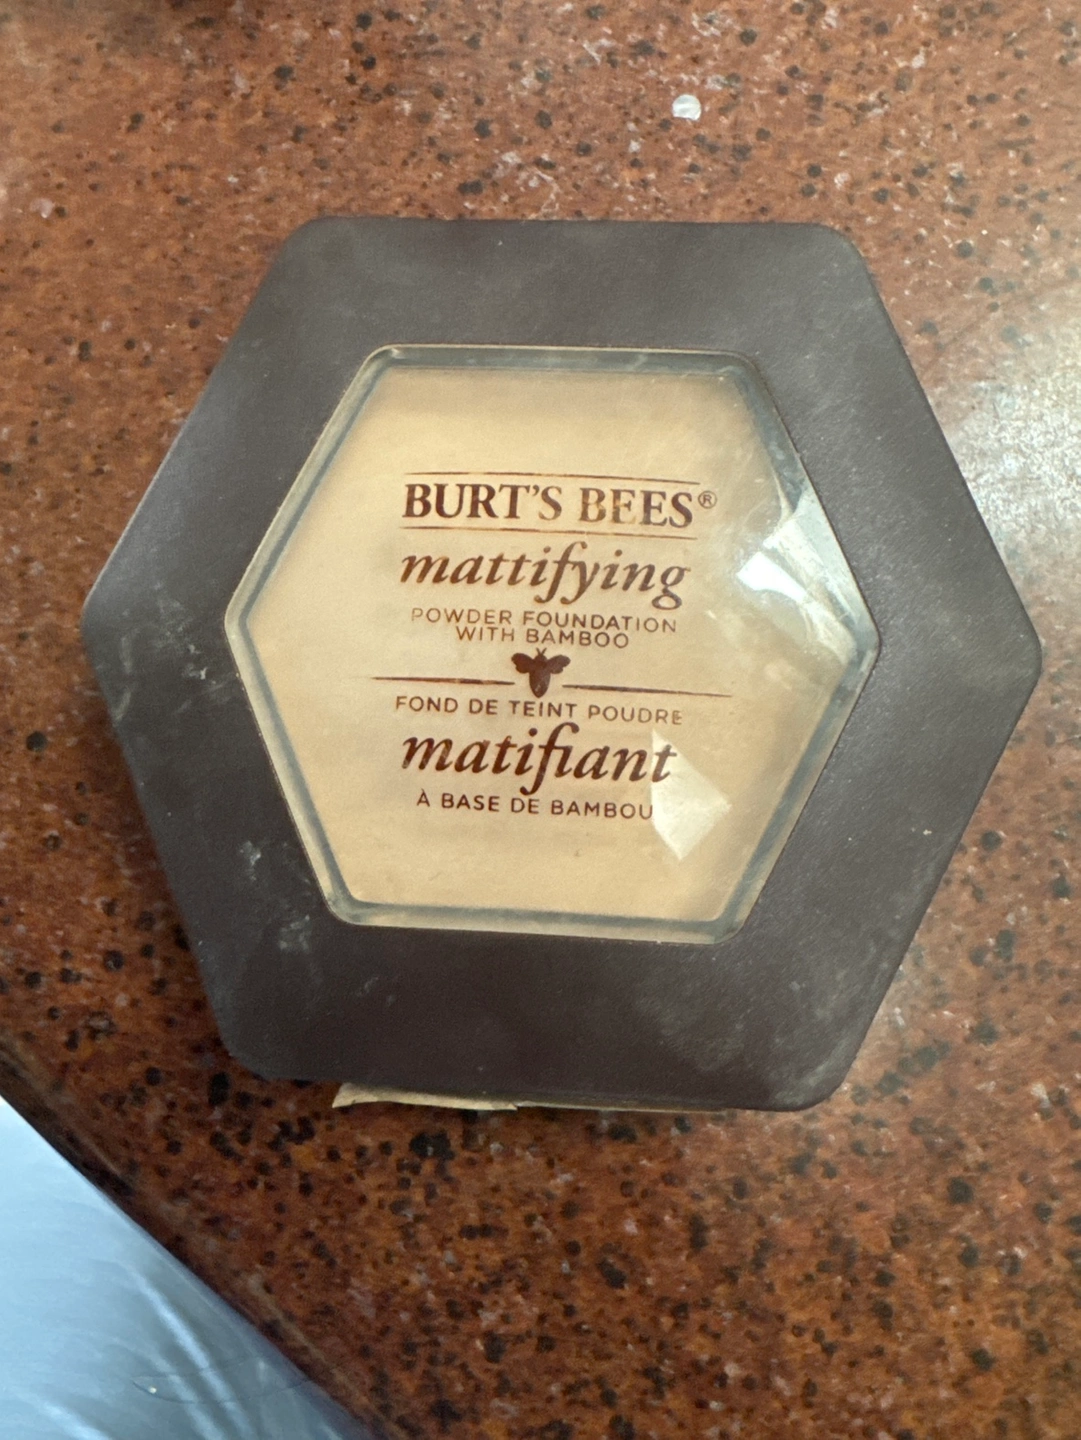 BURT'S BEES®
mattifying
POWDER FOUNDATION
WITH BAMBOO
FOND DE TEINT POUDRE
matifiant
À BASE DE BAMBOU